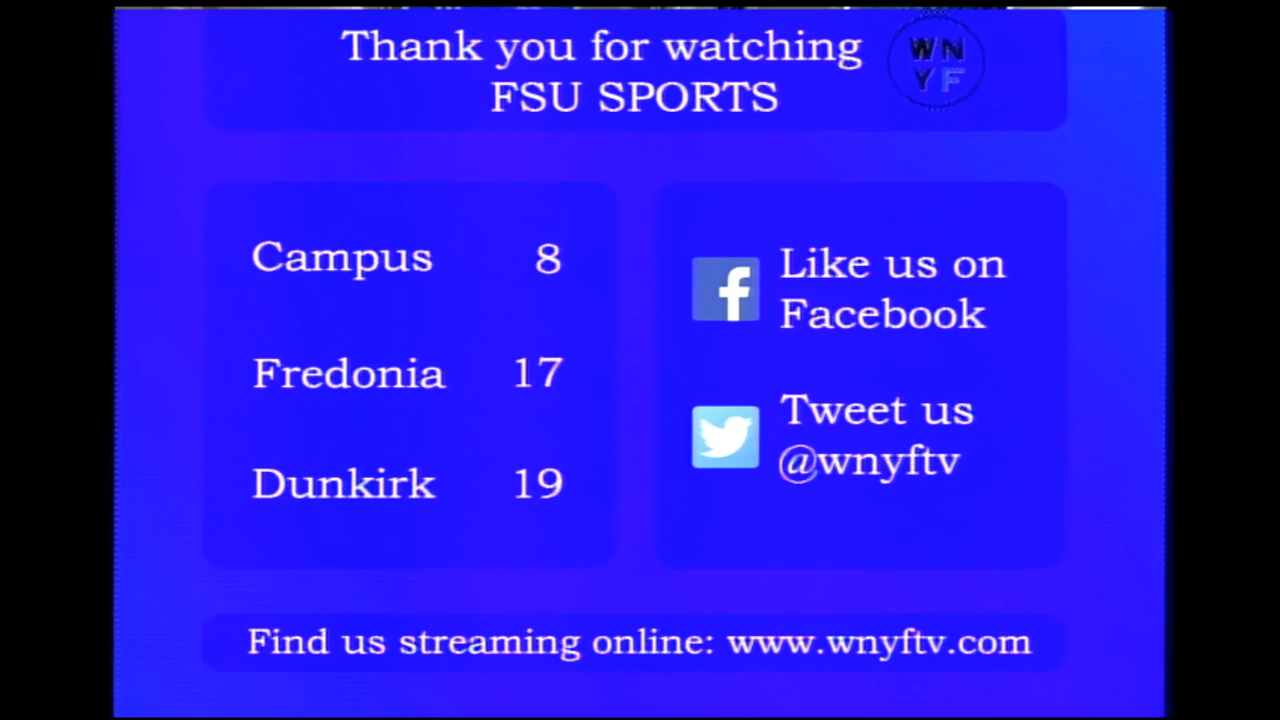 Thank you for watching
FSU SPORTS
WN
YF
Campus 8
Fredonia 17
Dunkirk 19
Like us on
Facebook
Tweet us
@wnyftv
Find us streaming online: www.wnyftv.com